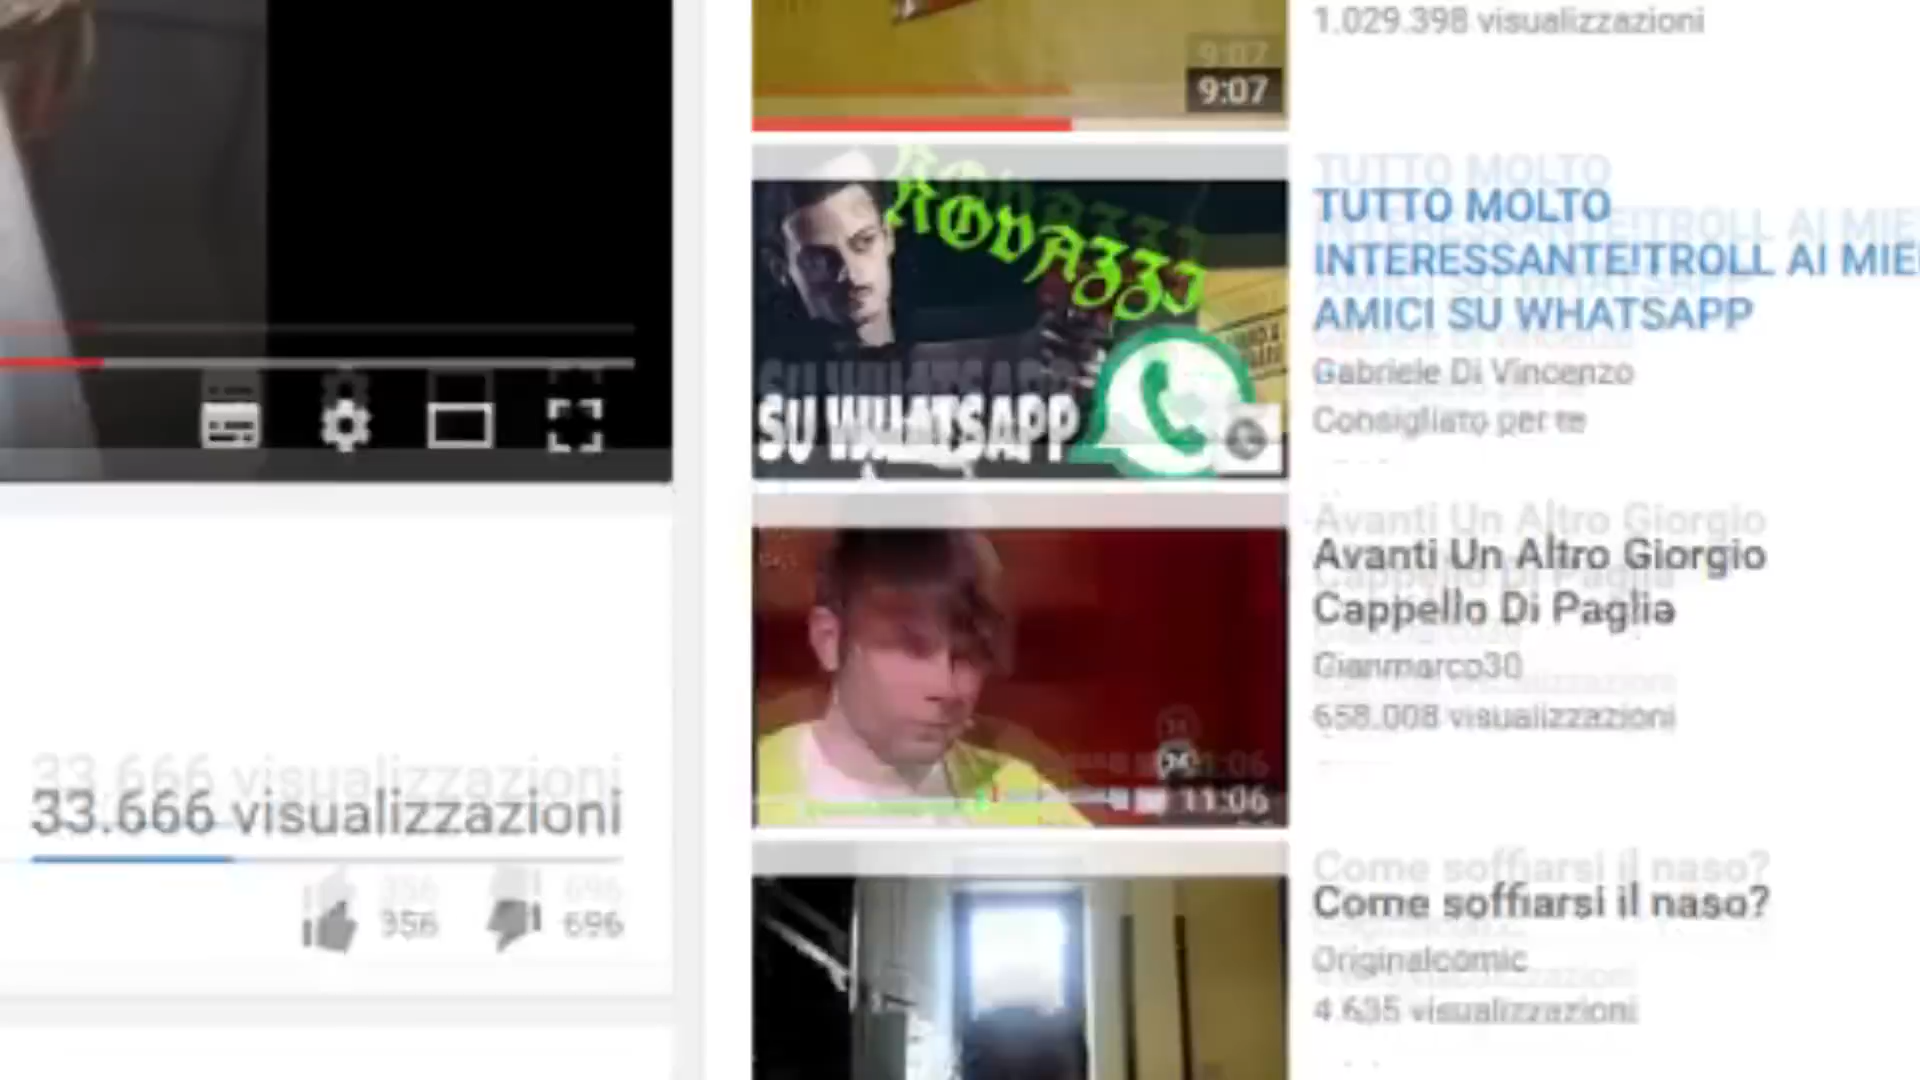 33.666 visualizzazioni
356 696
1.029.398 visualizzazioni
9:07
ROVAZZI
SU WHATSAPP
TUTTO MOLTO
INTERESSANTE!TROLL AI MIEI
AMICI SU WHATSAPP
Gabriele Di Vincenzo
Consigliato per te
11:06
Avanti Un Altro Giorgio
Cappello Di Paglia
Gianmarco30
658.008 visualizzazioni
Come soffiarsi il naso?
Originalcomic
4.635 visualizzazioni